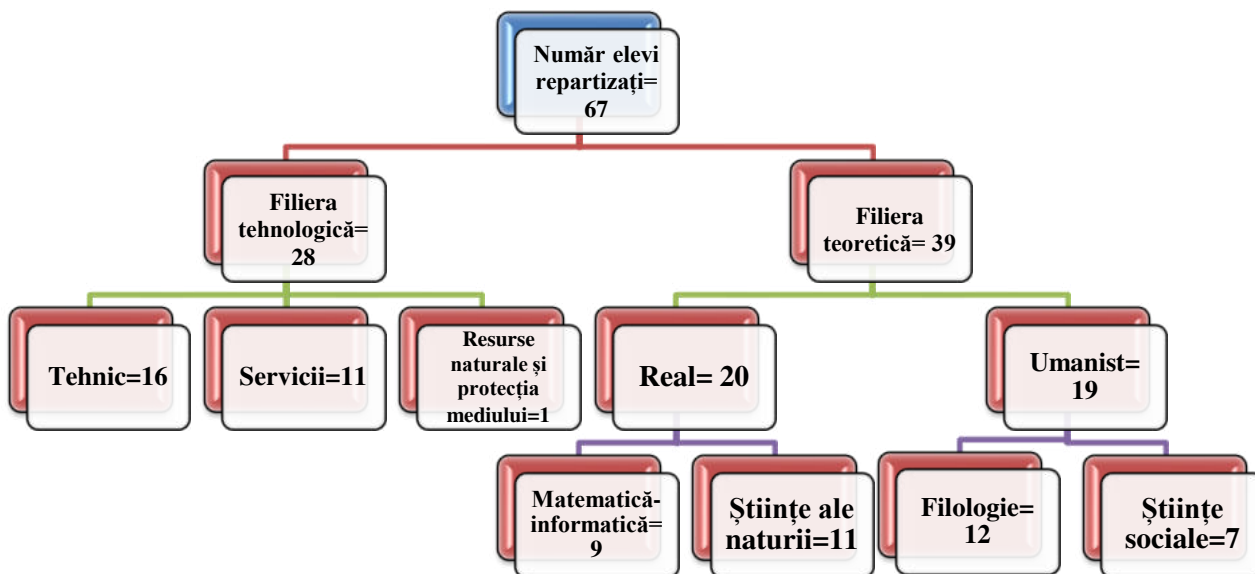 Număr elevi
repartizați=
67
Filiera
tehnologică=
28
Filiera
teoretică= 39
Tehnic=16
Servicii=11
Resurse
naturale și
protecția
mediului=1
Real= 20
Umanist=
19
Matematică-
informatică=
9
Științe ale
naturii=11
Filologie=
12
Științe
sociale=7